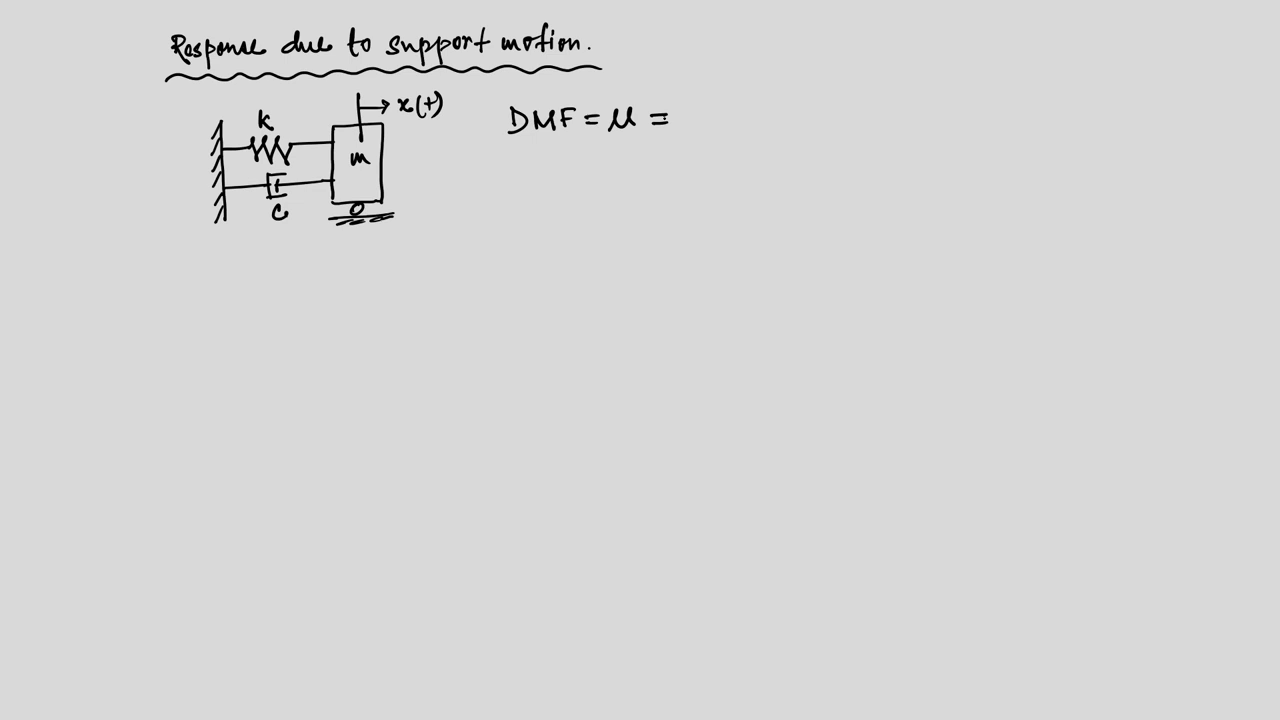 Response due to support motion.
x(t)
k
DMF = μ =
m
c